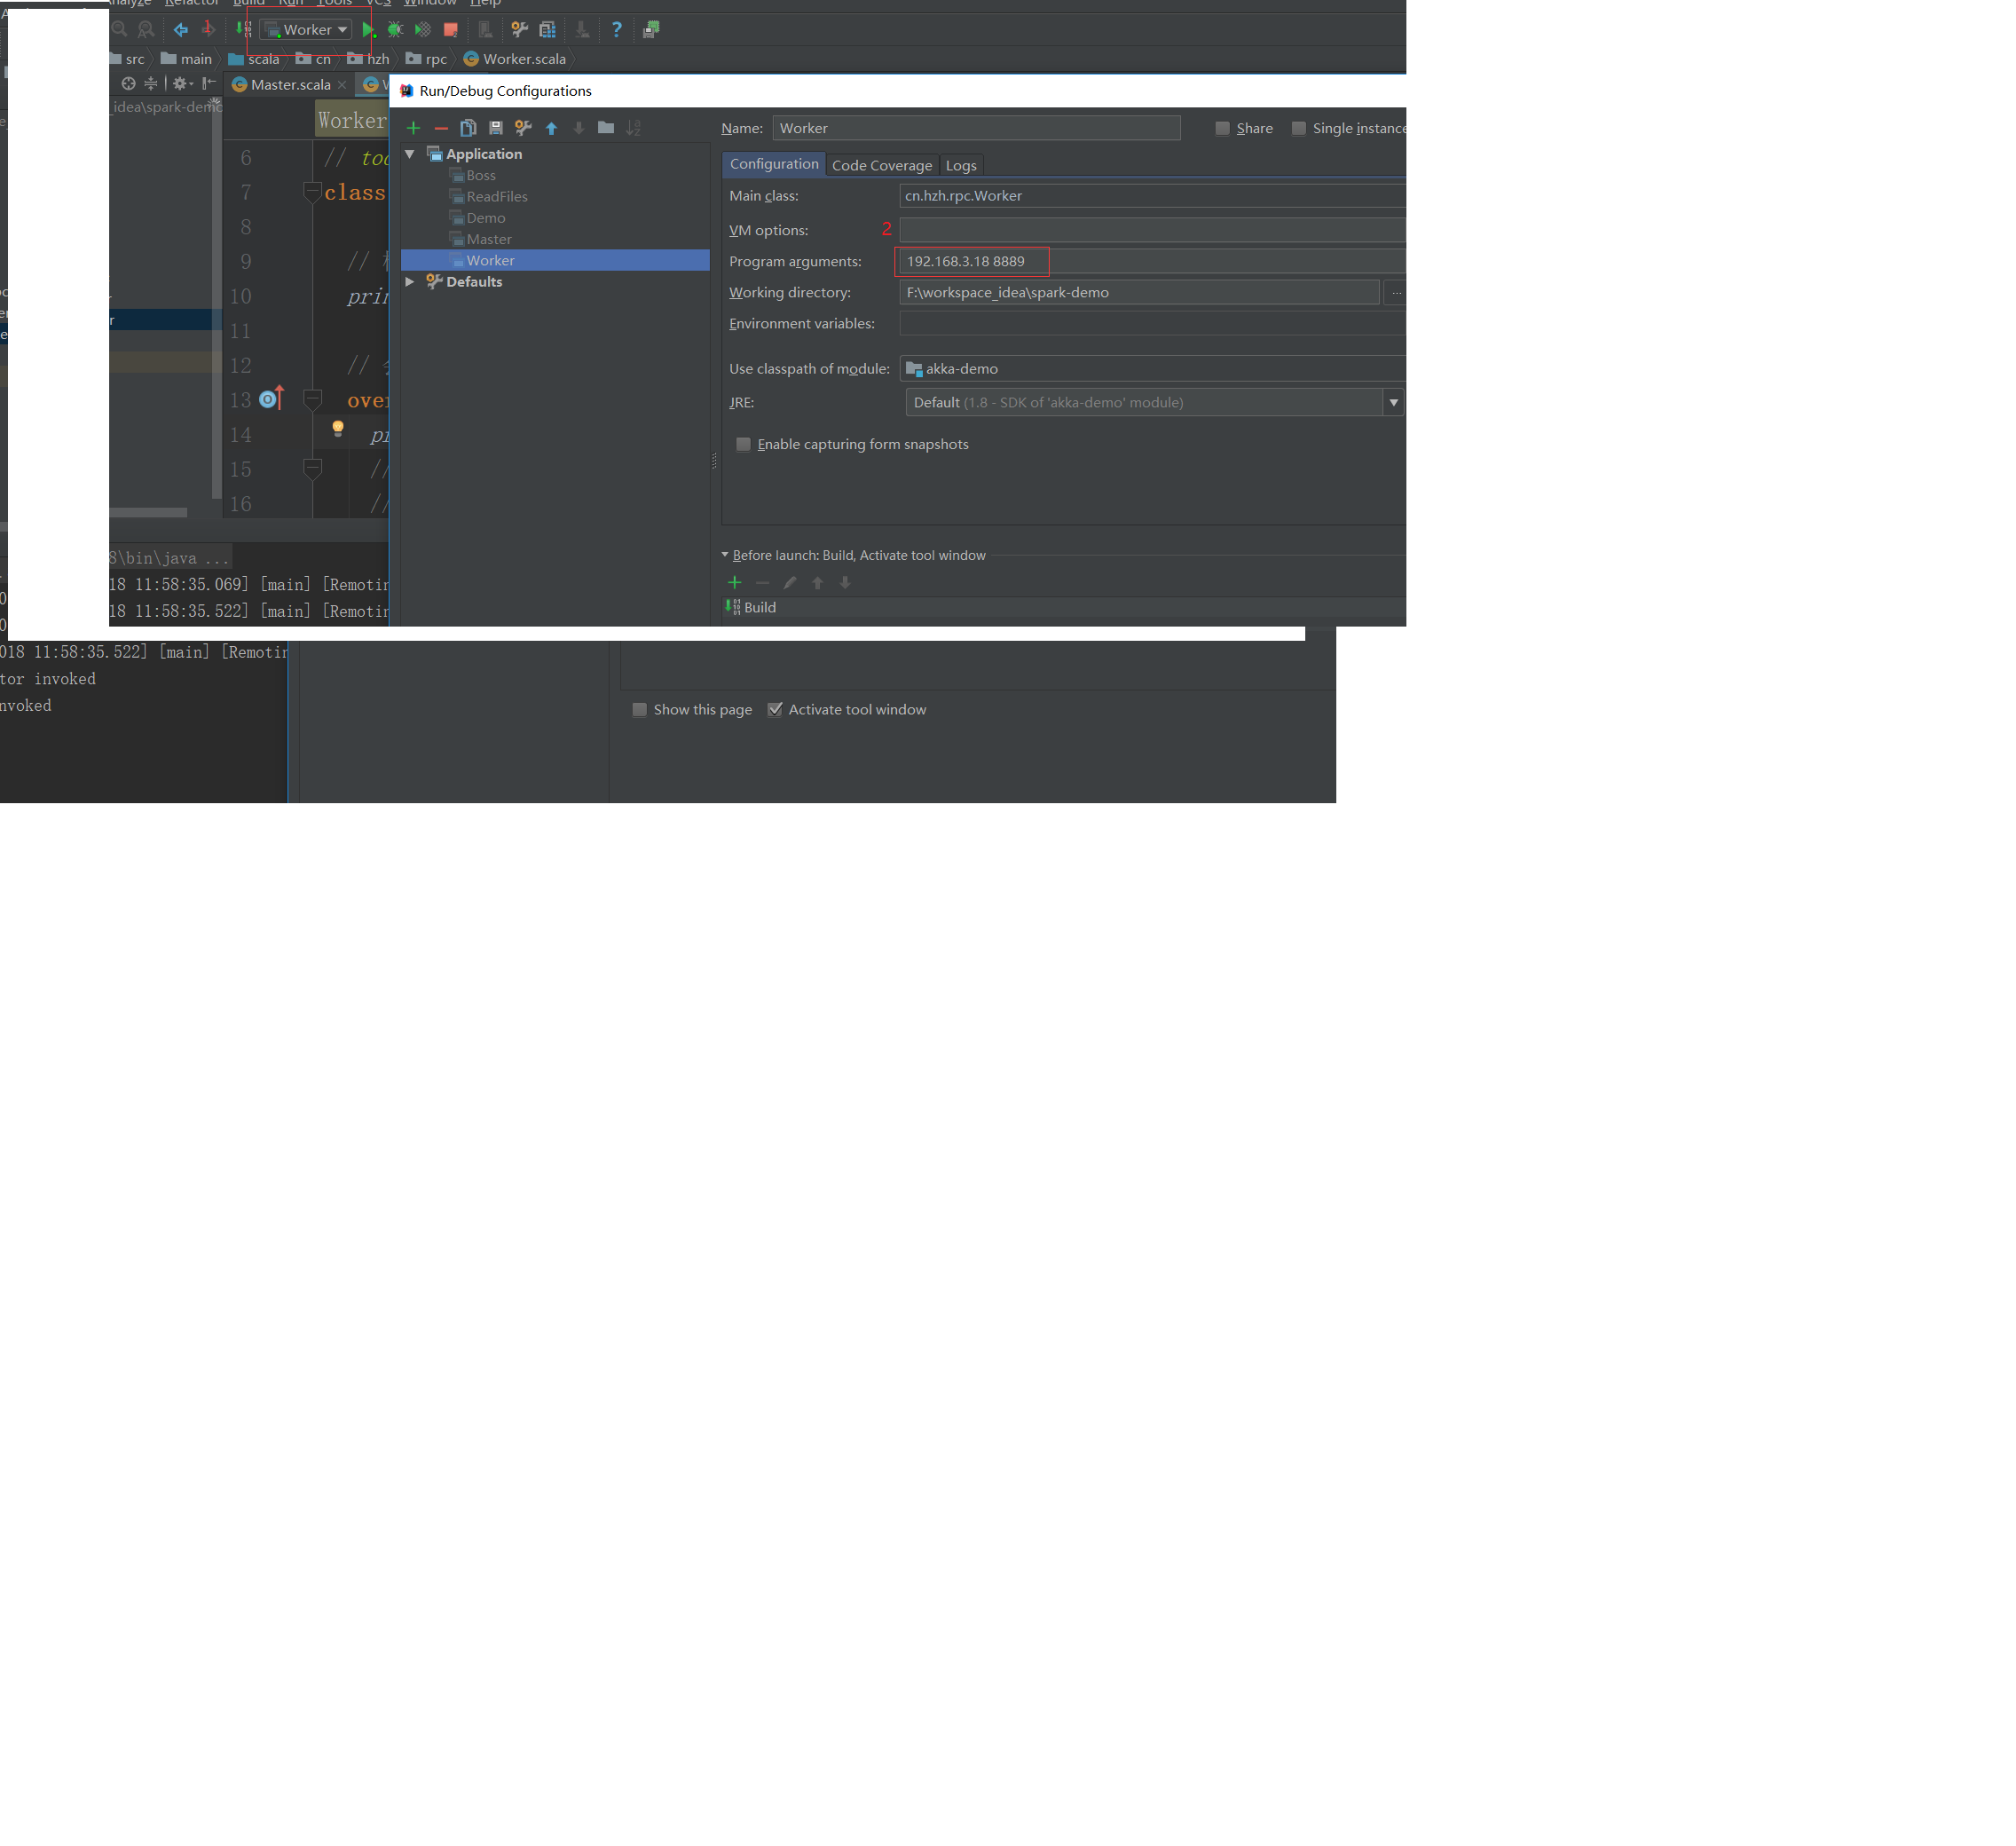 Refactor Build Run Tools VCS Window Help
1
Worker
src main scala cn hzh rpc Worker.scala
Master.scala
_idea\spark-demo
Run/Debug Configurations
Worker
Name: Worker Share Single instance
Application
Boss
ReadFiles
Demo
Master
Worker
Defaults
Configuration Code Coverage Logs
Main class: cn.hzh.rpc.Worker
VM options: 2
Program arguments: 192.168.3.18 8889
Working directory: F:\workspace_idea\spark-demo ...
Environment variables:
Use classpath of module: akka-demo
JRE: Default (1.8 - SDK of 'akka-demo' module)
Enable capturing form snapshots
Before launch: Build, Activate tool window
Build
6 //
7 class
8
9 //
10
11
12 //
13
14
15 //
16 //
8\bin\java ...
18 11:58:35.069] [main] [Remotin
18 11:58:35.522] [main] [Remotin
018 11:58:35.522] [main] [Remotin
tor invoked
nvoked
Show this page Activate tool window